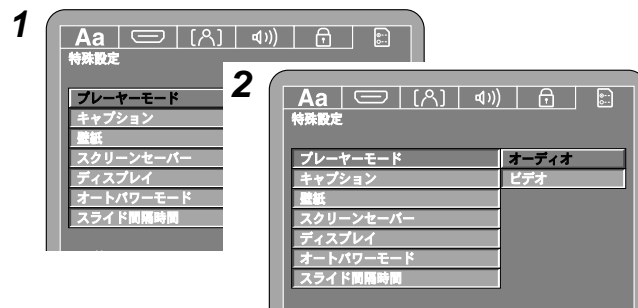 1
Aa
特殊設定
プレーヤーモード
キャプション
壁紙
スクリーンセーバー
ディスプレイ
オートパワーモード
スライド間隔時間
2
Aa
特殊設定
プレーヤーモード オーディオ
キャプション ビデオ
壁紙
スクリーンセーバー
ディスプレイ
オートパワーモード
スライド間隔時間